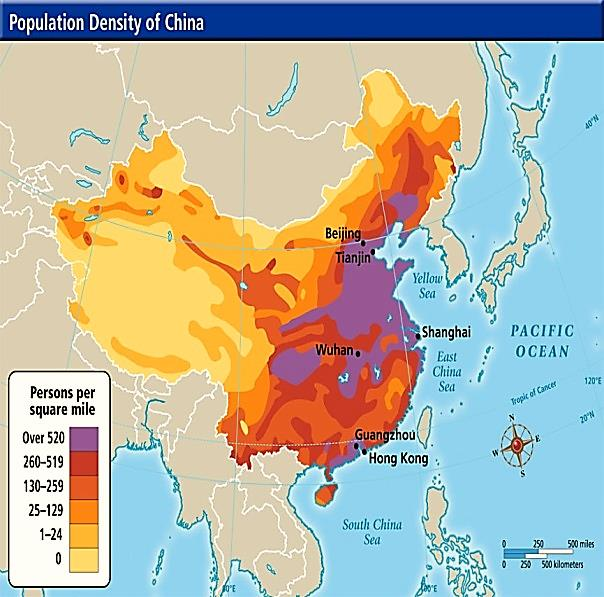 Population Density of China
40°N
Beijing
Tianjin
Yellow
Sea
Shanghai
PACIFIC
OCEAN
Wuhan
East
China
Sea
120°E
Tropic of Cancer
20°N
Persons per
square mile
Over 520
260–519
130–259
25–129
1–24
0
N
W
E
S
Guangzhou
Hong Kong
South China
Sea
0 250 500 miles
0 250 500 kilometers